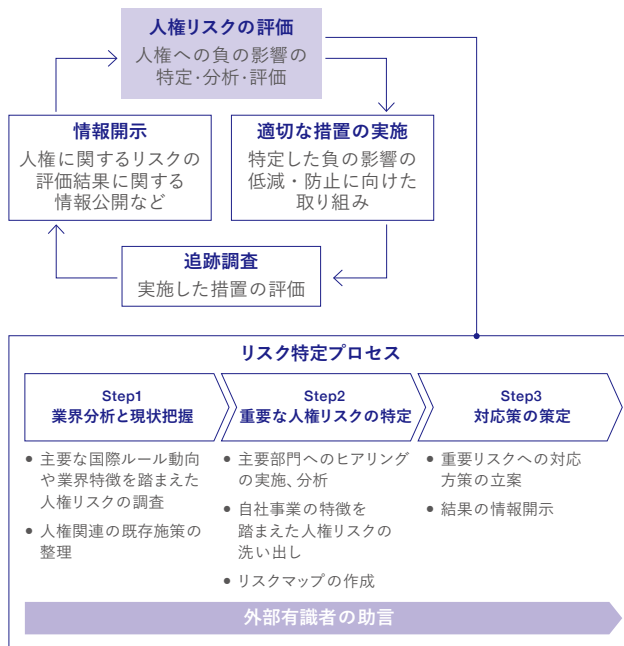 人権リスクの評価
人権への負の影響の
特定·分析·評価
情報開示
人権に関するリスクの
評価結果に関する
情報公開など
適切な措置の実施
特定した負の影響の
低減・防止に向けた
取り組み
追跡調査
実施した措置の評価
リスク特定プロセス
Step1
業界分析と現状把握
● 主要な国際ルール動向
や業界特徴を踏まえた
人権リスクの調査
● 人権関連の既存施策の
整理
Step2
重要な人権リスクの特定
● 主要部門へのヒアリング
の実施、分析
● 自社事業の特徴を
踏まえた人権リスクの
洗い出し
● リスクマップの作成
Step3
対応策の策定
● 重要リスクへの対応
方策の立案
● 結果の情報開示
外部有識者の助言